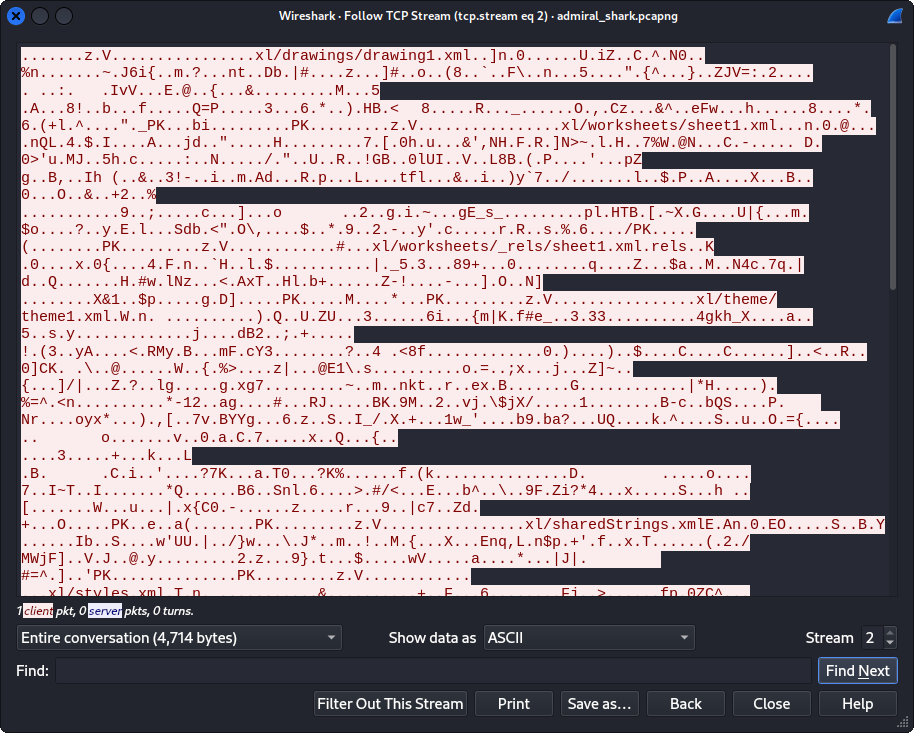 Wireshark · Follow TCP Stream (tcp.stream eq 2) · admiral_shark.pcapng
.......z.V................xl/drawings/drawing1.xml..]n.0......U.iZ..C.^.N0..
%n.......~.J6i{..m.?...nt..Db.|#....z...]#..o..(8..`..F\..n...5....".{^...}..ZJV=:.2....
....:.    .IvV...E.@..{...&.........M...5
.A...8!..b...f.....Q=P.....3...6.*..).HB.<  8.....R.._......O.,.Cz...&^..eFw...h......8....*.
6.(+l.^...."._PK...bi.........PK.........z.V................xl/worksheets/sheet1.xml...n.0.@...
.nQL.4.$.I....A...jd..".....H.........7.[.0h.u...&',NH.F.R.]N>~.l.H..7%W.@N...C.-..... D.
0>'u.MJ..5h.c.....:..N...../."..U..R..!GB..0lUI..V..L8B.(.P....'...pZ
g..B,..Ih (..&..3!-..i..m.Ad...R.p...L....tfl...&..i..)y`7../.......l..$.P..A....X...B..
0...O..&..+2..%
...........9..;.....c...]...o       ..2..g.i.~...gE_s_.........pl.HTB.[.~X.G....U|{...m.
$o....?..y.E.l...Sdb.<".O\,....$..*.9..2.-..y'.c.....r.R..s.%.6..../PK.....
(.......PK.........z.V............#...xl/worksheets/_rels/sheet1.xml.rels..K
.0....x.0{....4.F.n..`H..l.$............|._5.3...89+...0........q....Z...$a..M..N4c.7q.|
d..Q.......H.#w.lNz...<.AxT..Hl.b+......Z-!....-...].O..N]
........X&1..$p.....g.D].....PK.....M....*...PK.........z.V................xl/theme/
theme1.xml.W.n. ..........).Q..U.ZU...3......6i...{m|K.f#e_..3.33..........4gkh_X....a..
5..s.y.............j....dB2..;.+.....
!.(3..yA....<.RMy.B...mF.cY3........?..4 .<8f.............0.)....)..$....C....C......]..<..R..
0]CK. .\..@......W..{.%>....z|...@E1\.s..........o.=..;x...j...Z]~..
{...]/|...Z.?..lg.....g.xg7.........~..m..nkt..r..ex.B.......G............|*H.....).
%=^.<n..........*-12..ag....#...RJ.....BK.9M..2..vj.\$jX/.....1........B-c..bQS....P.
Nr....oyx*...).,[..7v.BYYg...6.z..S..I_/.X.+...1w_'....b9.ba?...UQ....k.^....S..u..O.={....
..       o.......v..0.a.C.7.....x..Q...{..
....3.....+...k...L
.B.      .C.i..'....?7K...a.T0...?K%......f.(k...............D.         .....o....
7..I~T..I.......*Q......B6..Snl.6....>.#/<...E...b^..\..9F.Zi?*4...x.....S...h ..
[.......W...u...|.x{C0.-......z.....r...9..|c7..Zd.
+...O.....PK..e..a(.......PK.........z.V................xl/sharedStrings.xmlE.An.0.EO.....S..B.Y
......Ib..S....w'UU.|../}w...\.J*..m..!..M.{...X...Enq,L.n$p.+'.f..x.T......(.2./
MWjF]..V.J..@.y.........2.z...9}.t...$.....wV.....a....*...|J|.
#=^.]..'PK..............PK.........z.V............
1 client pkt, 0 server pkts, 0 turns.
Entire conversation (4,714 bytes)
Show data as
ASCII
Stream
2
Find:
Find Next
Filter Out This Stream
Print
Save as…
Back
Close
Help